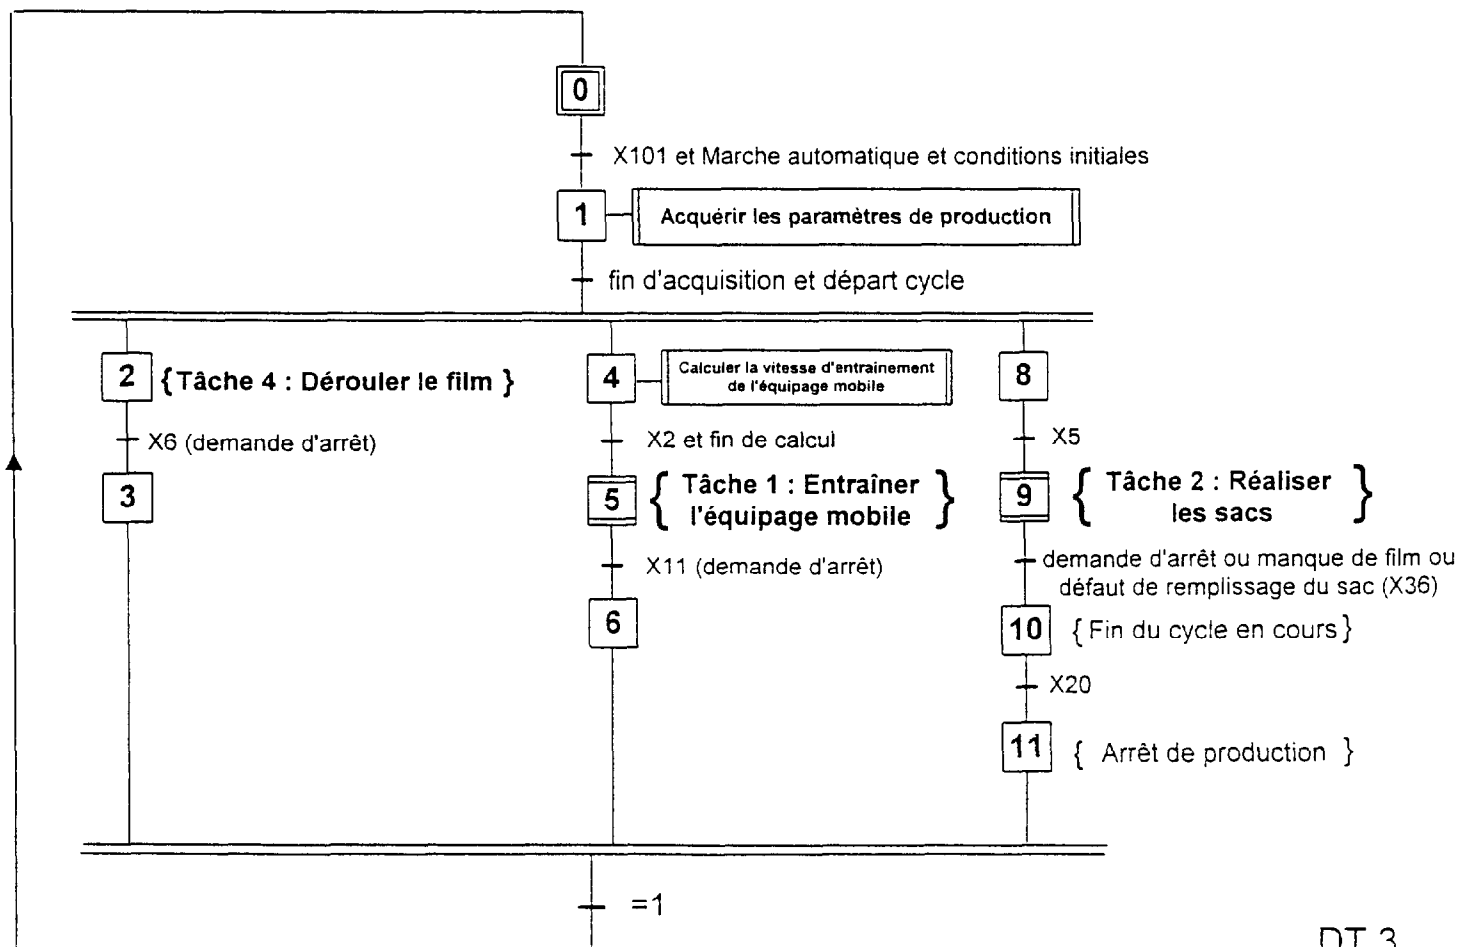 0
X101 et Marche automatique et conditions initiales
1
Acquérir les paramètres de production
fin d'acquisition et départ cycle
2
{Tâche 4 : Dérouler le film }
4
Calculer la vitesse d'entrainement
de l'équipage mobile
8
X6 (demande d'arrêt)
X2 et fin de calcul
X5
3
5
{ Tâche 1 : Entraîner
l'équipage mobile }
9
{ Tâche 2 : Réaliser
les sacs }
X11 (demande d'arrêt)
demande d'arrêt ou manque de film ou
défaut de remplissage du sac (X36)
6
10
{ Fin du cycle en cours }
X20
11
{ Arrêt de production }
=1
DT 3